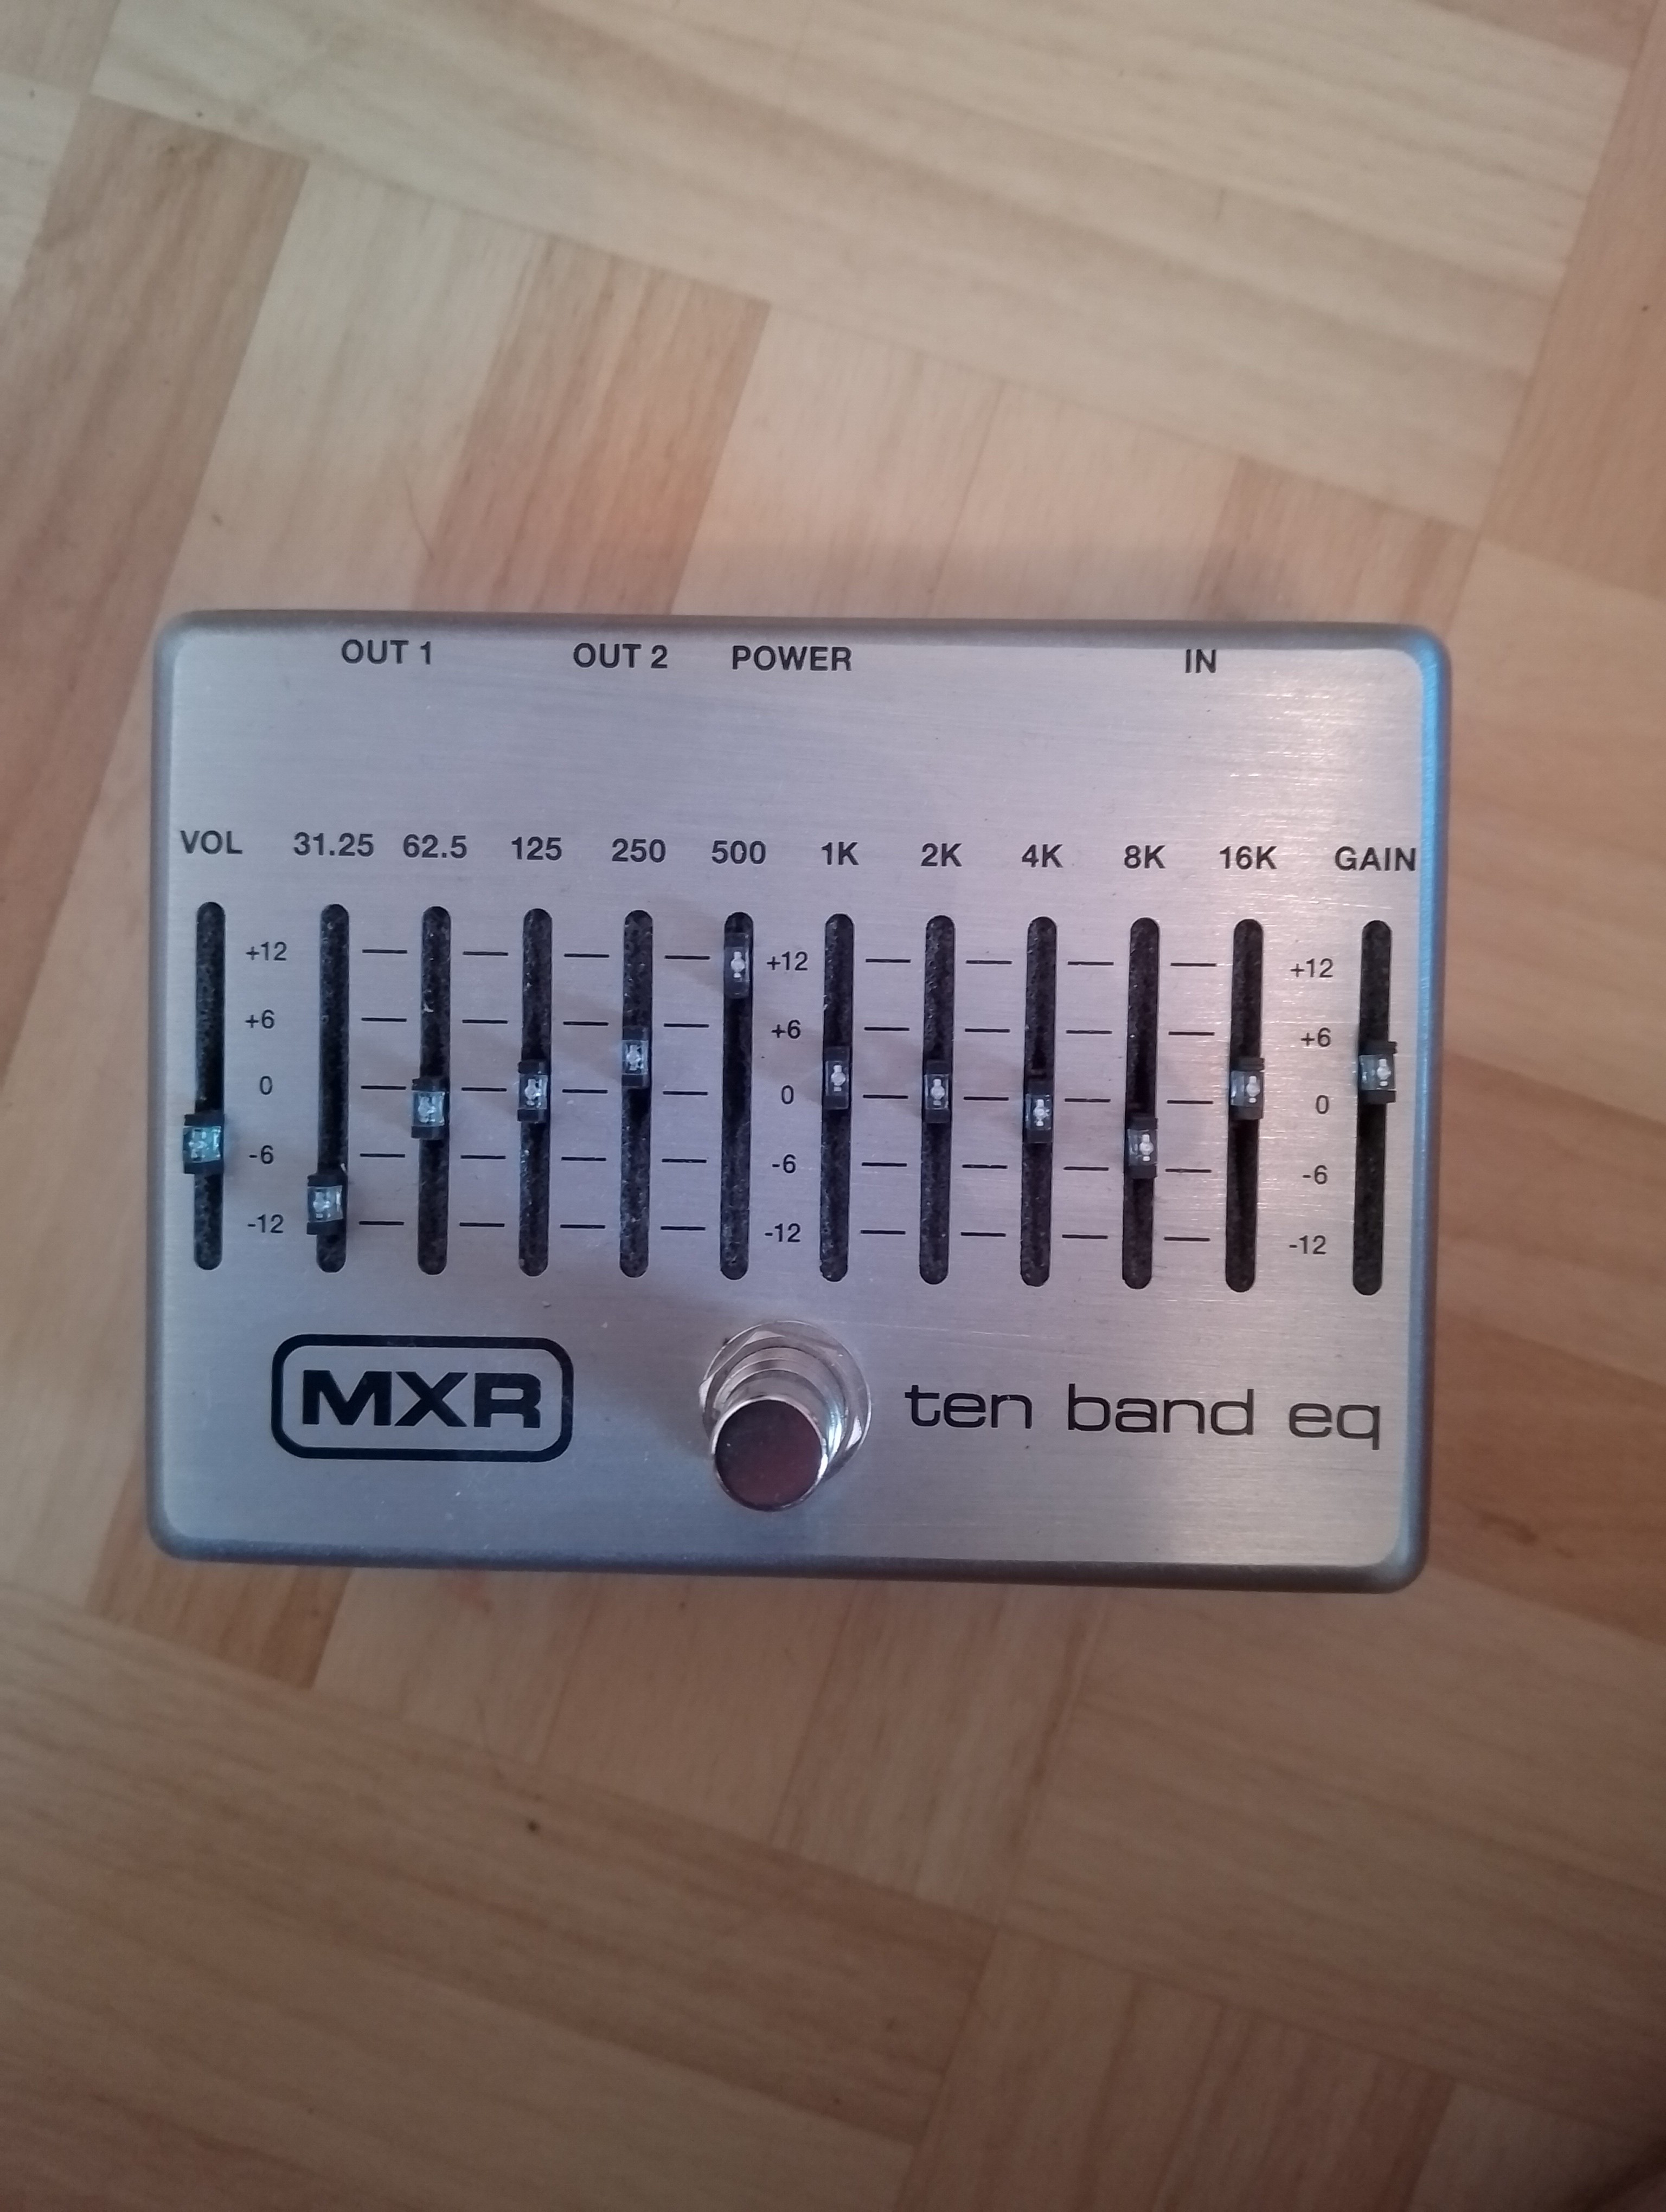 OUT 1 OUT 2 POWER IN
VOL 31.25 62.5 125 250 500 1K 2K 4K 8K 16K GAIN
+12 +12 +12
+6 +6 +6
0 0 0
-6 -6 -6
-12 -12 -12
MXR ten band eq